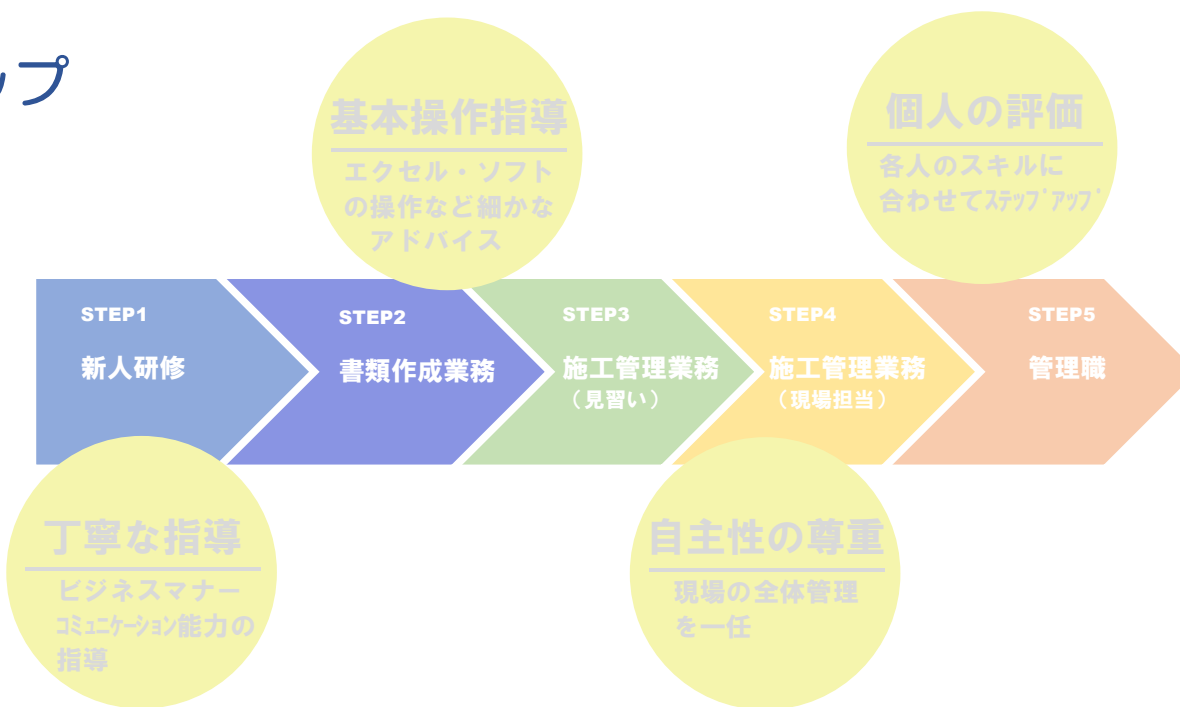 ップ
基本操作指導
エクセル・ソフト
の操作など細かな
アドバイス
個人の評価
各人のスキルに
合わせてｽﾃｯﾌﾟｱｯﾌﾟ
STEP1
新人研修
STEP2
書類作成業務
STEP3
施工管理業務
（見習い）
STEP4
施工管理業務
（現場担当）
STEP5
管理職
丁寧な指導
ビジネスマナー
ｺﾐｭﾆｹｰｼｮﾝ能力の
指導
自主性の尊重
現場の全体管理
を一任